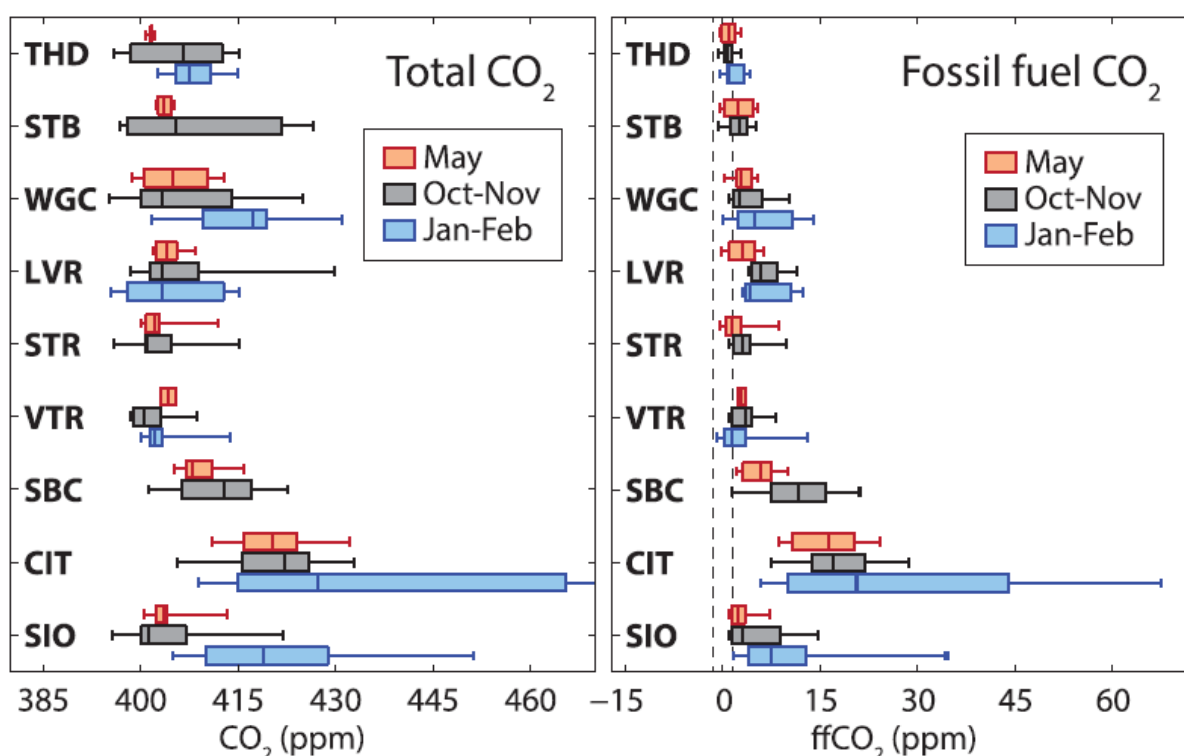 Total CO₂
May
Oct-Nov
Jan-Feb
THD
STB
WGC
LVR
STR
VTR
SBC
CIT
SIO
385 400 415 430 445 460
CO₂ (ppm)
Fossil fuel CO₂
May
Oct-Nov
Jan-Feb
THD
STB
WGC
LVR
STR
VTR
SBC
CIT
SIO
−15 0 15 30 45 60
ffCO₂ (ppm)